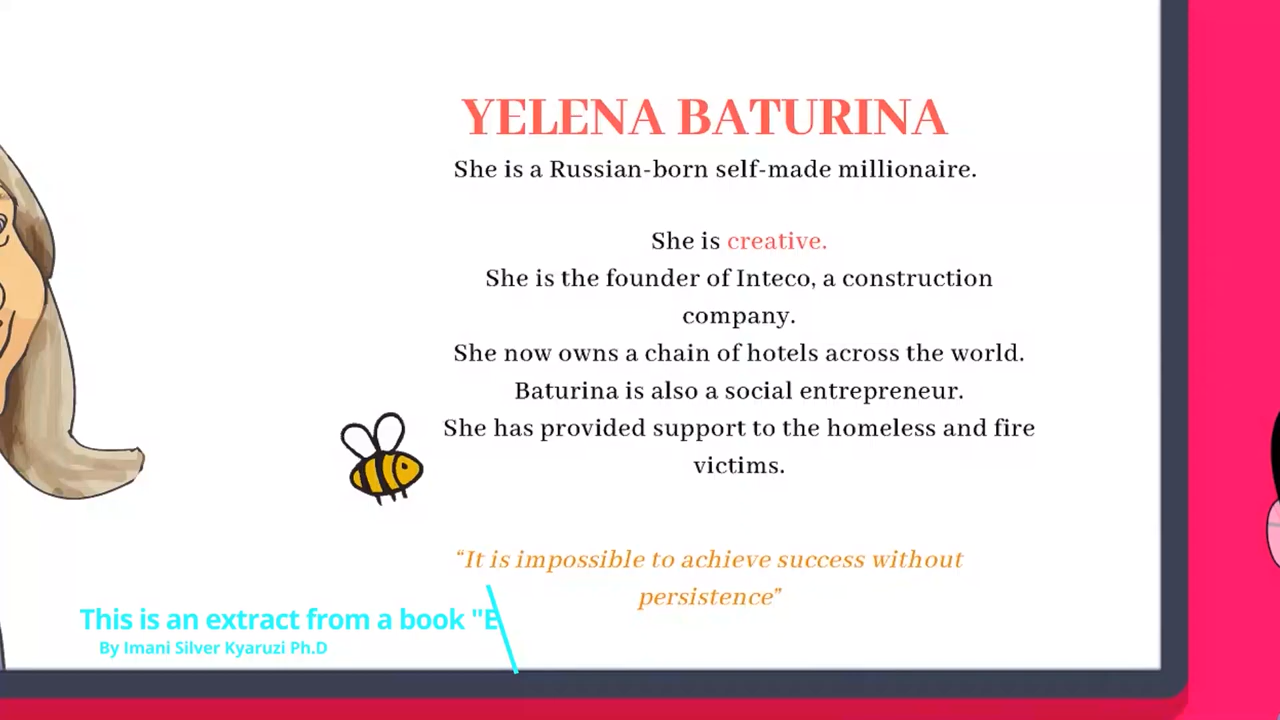 YELENA BATURINA
She is a Russian-born self-made millionaire.
She is creative.
She is the founder of Inteco, a construction
company.
She now owns a chain of hotels across the world.
Baturina is also a social entrepreneur.
She has provided support to the homeless and fire
victims.
“It is impossible to achieve success without
persistence”
This is an extract from a book "
By Imani Silver Kyaruzi Ph.D